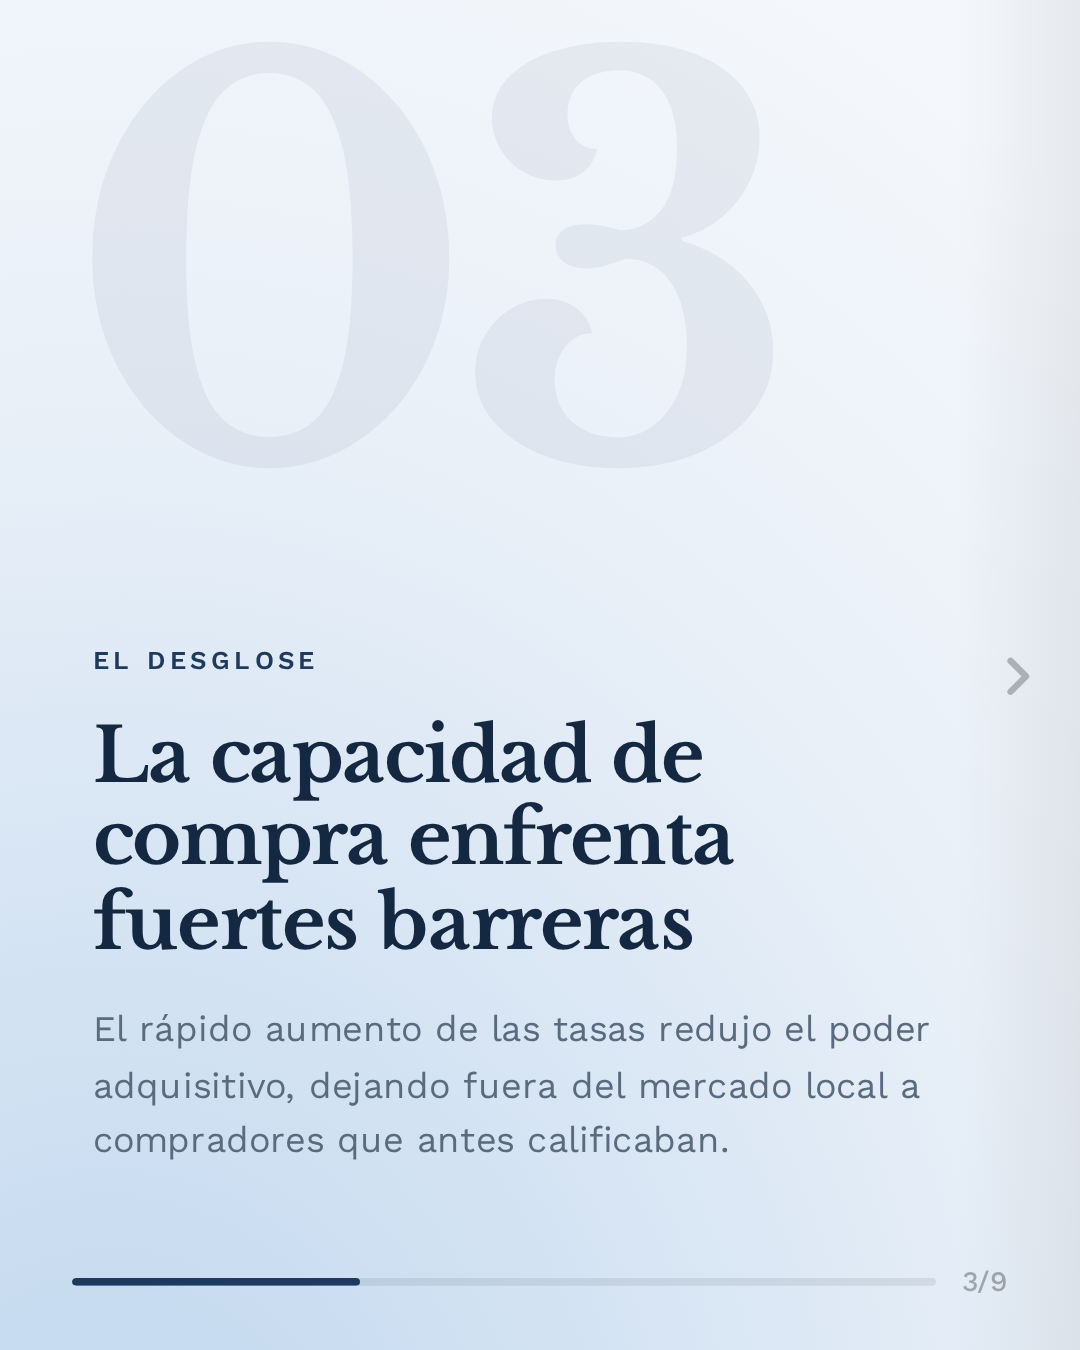 03
EL DESGLOSE
La capacidad de
compra enfrenta
fuertes barreras
El rápido aumento de las tasas redujo el poder
adquisitivo, dejando fuera del mercado local a
compradores que antes calificaban.
3/9